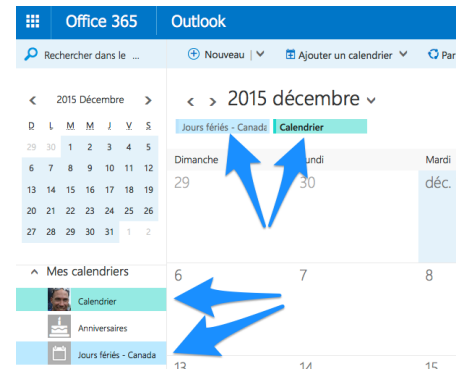 Office 365 Outlook
Rechercher dans le ... Nouveau Ajouter un calendrier Par
2015 Décembre
D L M M J V S
29 30 1 2 3 4 5
6 7 8 9 10 11 12
13 14 15 16 17 18 19
20 21 22 23 24 25 26
27 28 29 30 31 1 2
Mes calendriers
Calendrier
Anniversaires
Jours fériés - Canada
2015 décembre
Jours fériés - Canada Calendrier
Dimanche Lundi Mardi
29 30 déc.
6 7 8
13 14 15